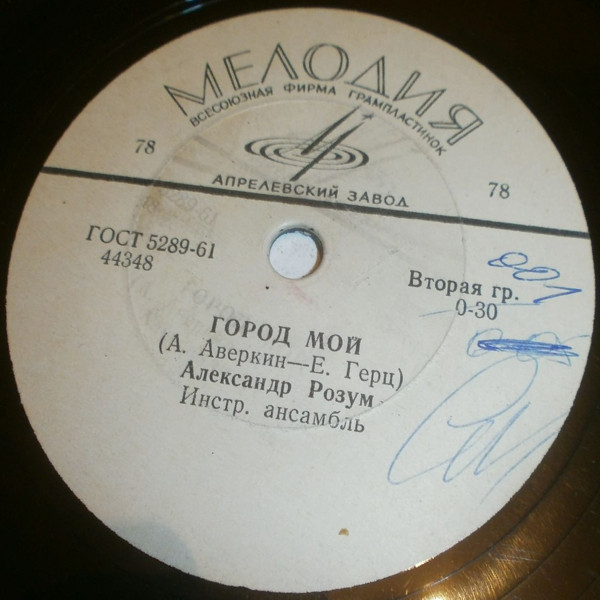 МЕЛОДИЯ
ВСЕСОЮЗНАЯ ФИРМА ГРАМПЛАСТИНОК
78
78
АПРЕЛЕВСКИЙ ЗАВОД
ГОСТ 5289-61
44348
001
Вторая гр.
0-30
ГОРОД МОЙ
(А. Аверкин—Е. Герц)
Александр Розум
Инстр. ансамбль